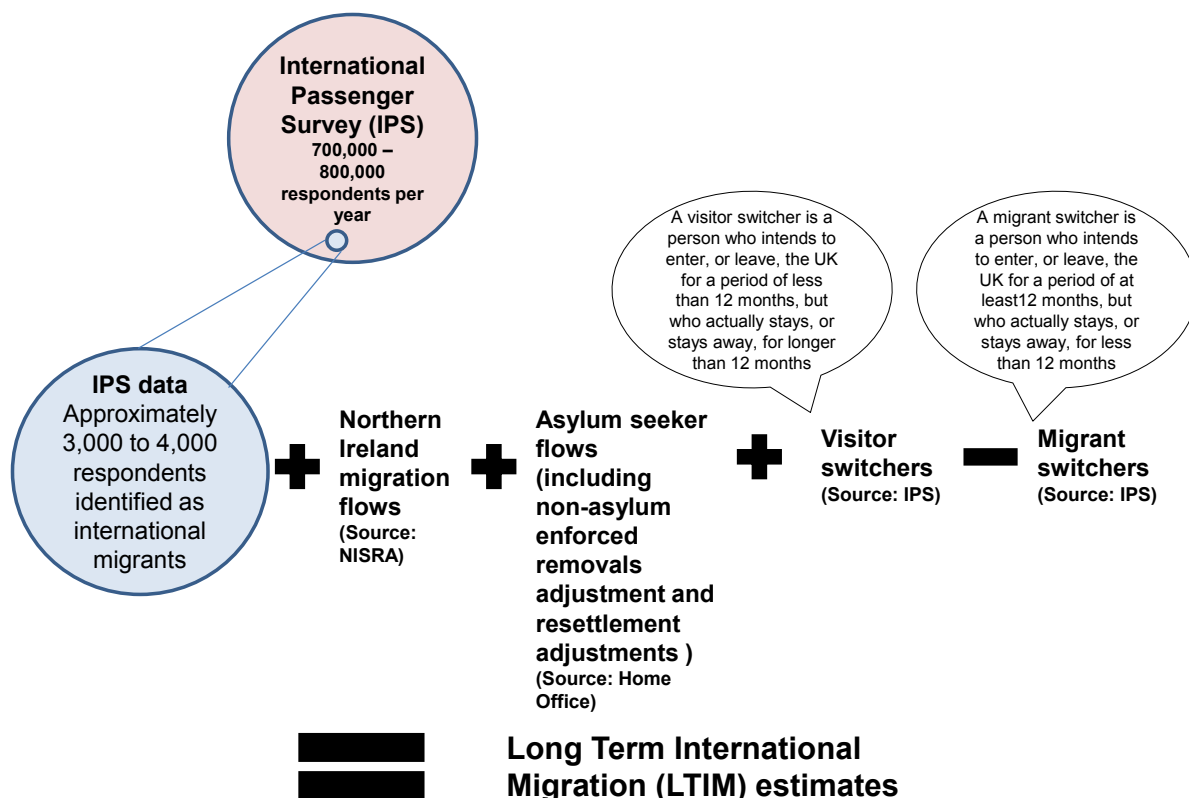 International
Passenger
Survey (IPS)
700,000 –
800,000
respondents per
year
A visitor switcher is a
person who intends to
enter, or leave, the UK
for a period of less
than 12 months, but
who actually stays, or
stays away, for longer
than 12 months
A migrant switcher is
a person who intends
to enter, or leave, the
UK for a period of at
least12 months, but
who actually stays, or
stays away, for less
than 12 months
IPS data
Approximately
3,000 to 4,000
respondents
identified as
international
migrants
+
Northern
Ireland
migration
flows
(Source:
NISRA)
+
Asylum seeker
flows
(including
non-asylum
enforced
removals
adjustment and
resettlement
adjustments )
(Source: Home
Office)
+
Visitor
switchers
(Source: IPS)
−
Migrant
switchers
(Source: IPS)
=
Long Term International
Migration (LTIM) estimates